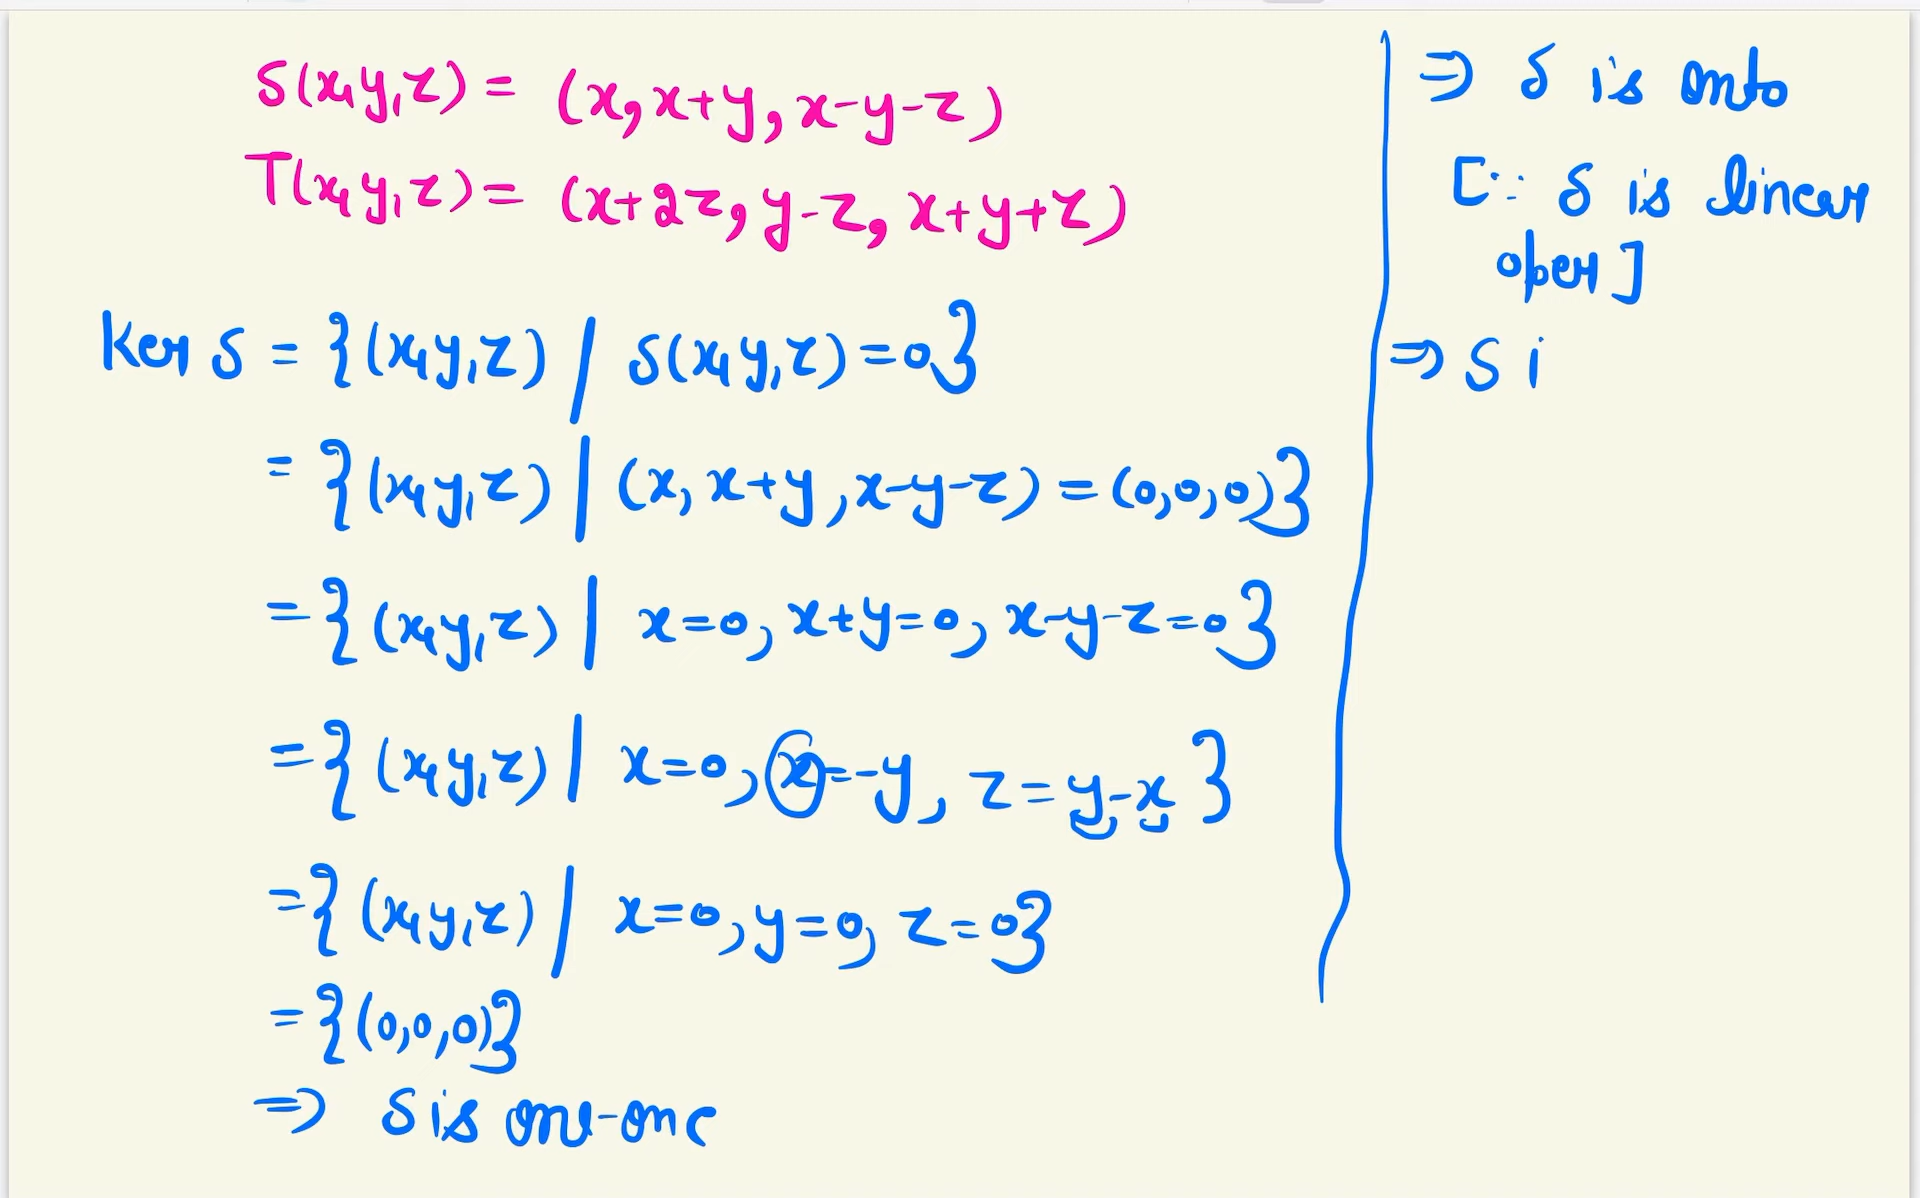 S(x,y,z) = (x, x+y, x-y-z)
T(x,y,z) = (x+2z, y-z, x+y+z)
Ker S = {(x,y,z) / S(x,y,z) = 0}
= {(x,y,z) | (x, x+y, x-y-z) = (0,0,0)}
= {(x,y,z) | x=0, x+y=0, x-y-z=0}
= {(x,y,z) | x=0, x=-y, z=y-x}
= {(x,y,z) / x=0, y=0, z=0}
= {(0,0,0)}
⇒ S is one-one
⇒ S is onto
[∵ S is linear
oper]
⇒ S i